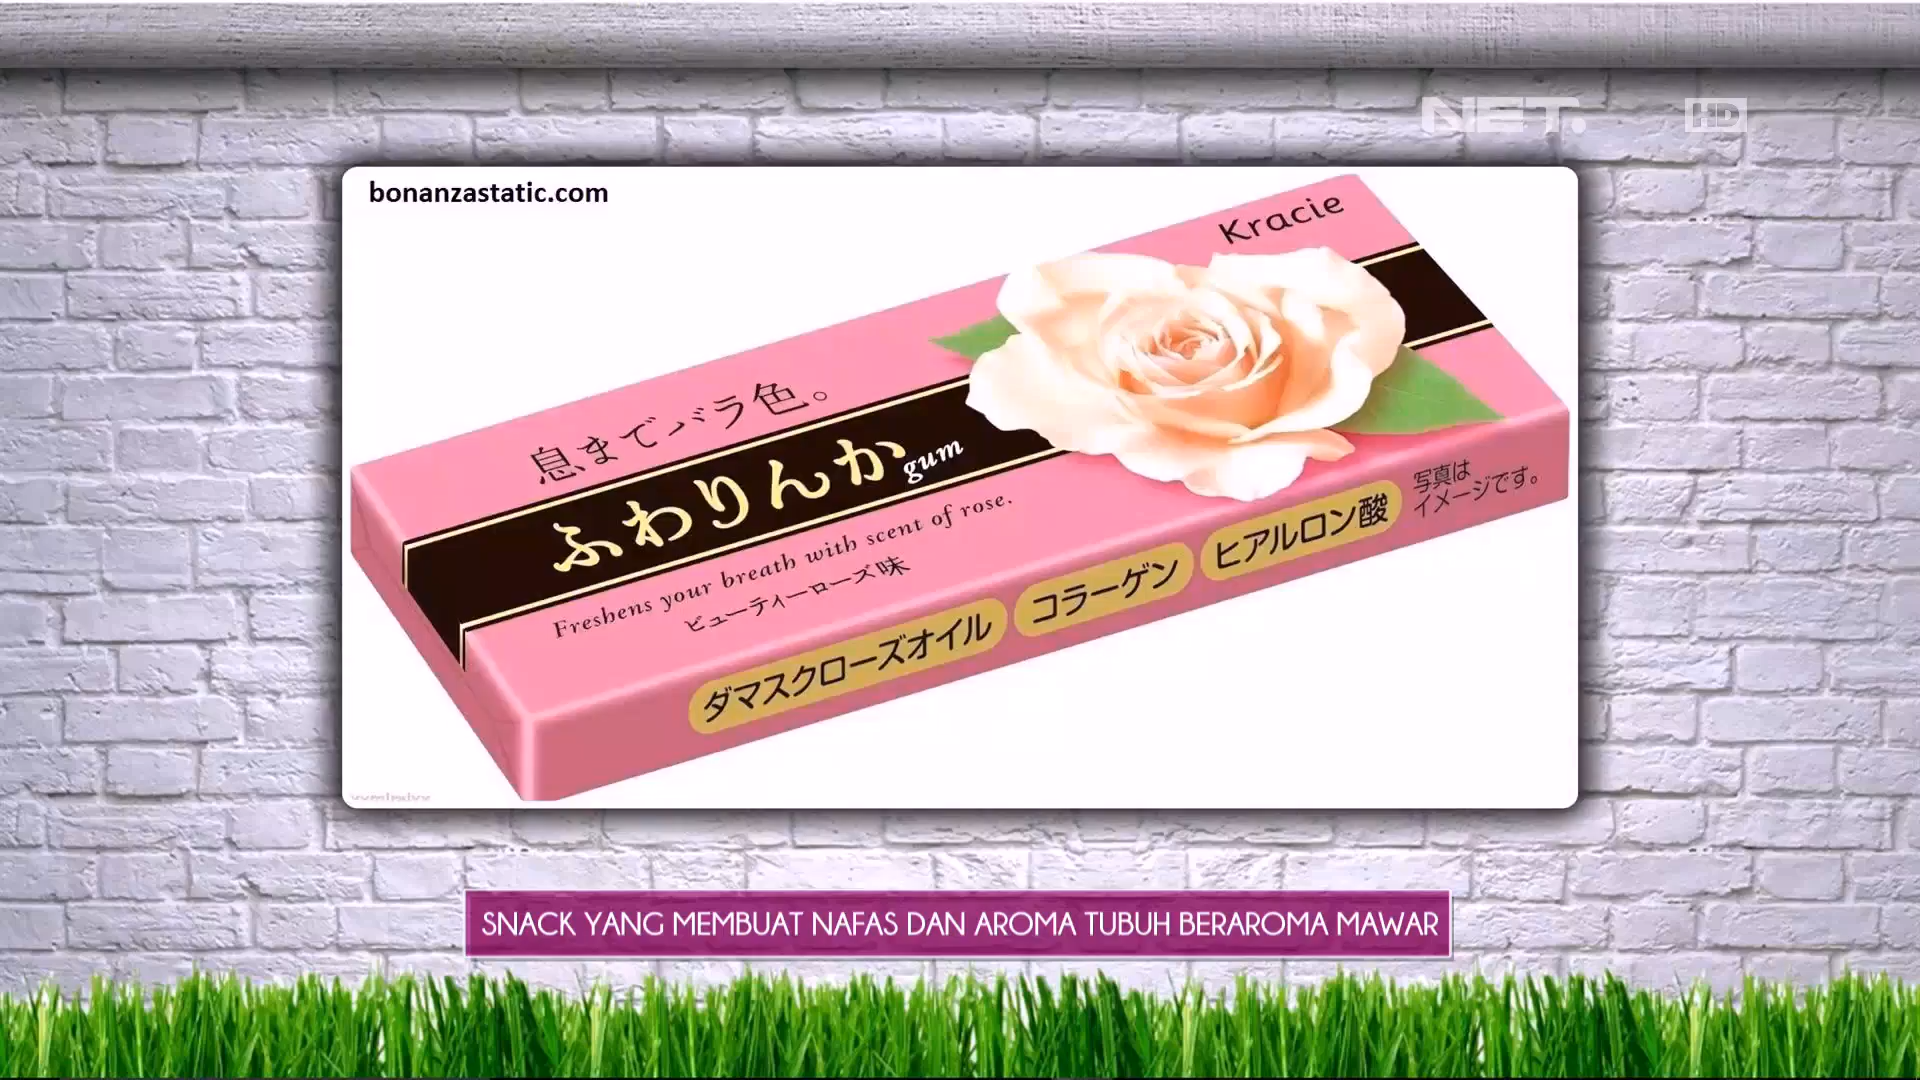 NET.
HD
bonanzastatic.com
Kracie
息までバラ色。
ふわりんか
gum
Freshens your breath with scent of rose.
ビューティーローズ味
ダマスクローズオイル
コラーゲン
ヒアルロン酸
写真は
イメージです。
SNACK YANG MEMBUAT NAFAS DAN AROMA TUBUH BERAROMA MAWAR